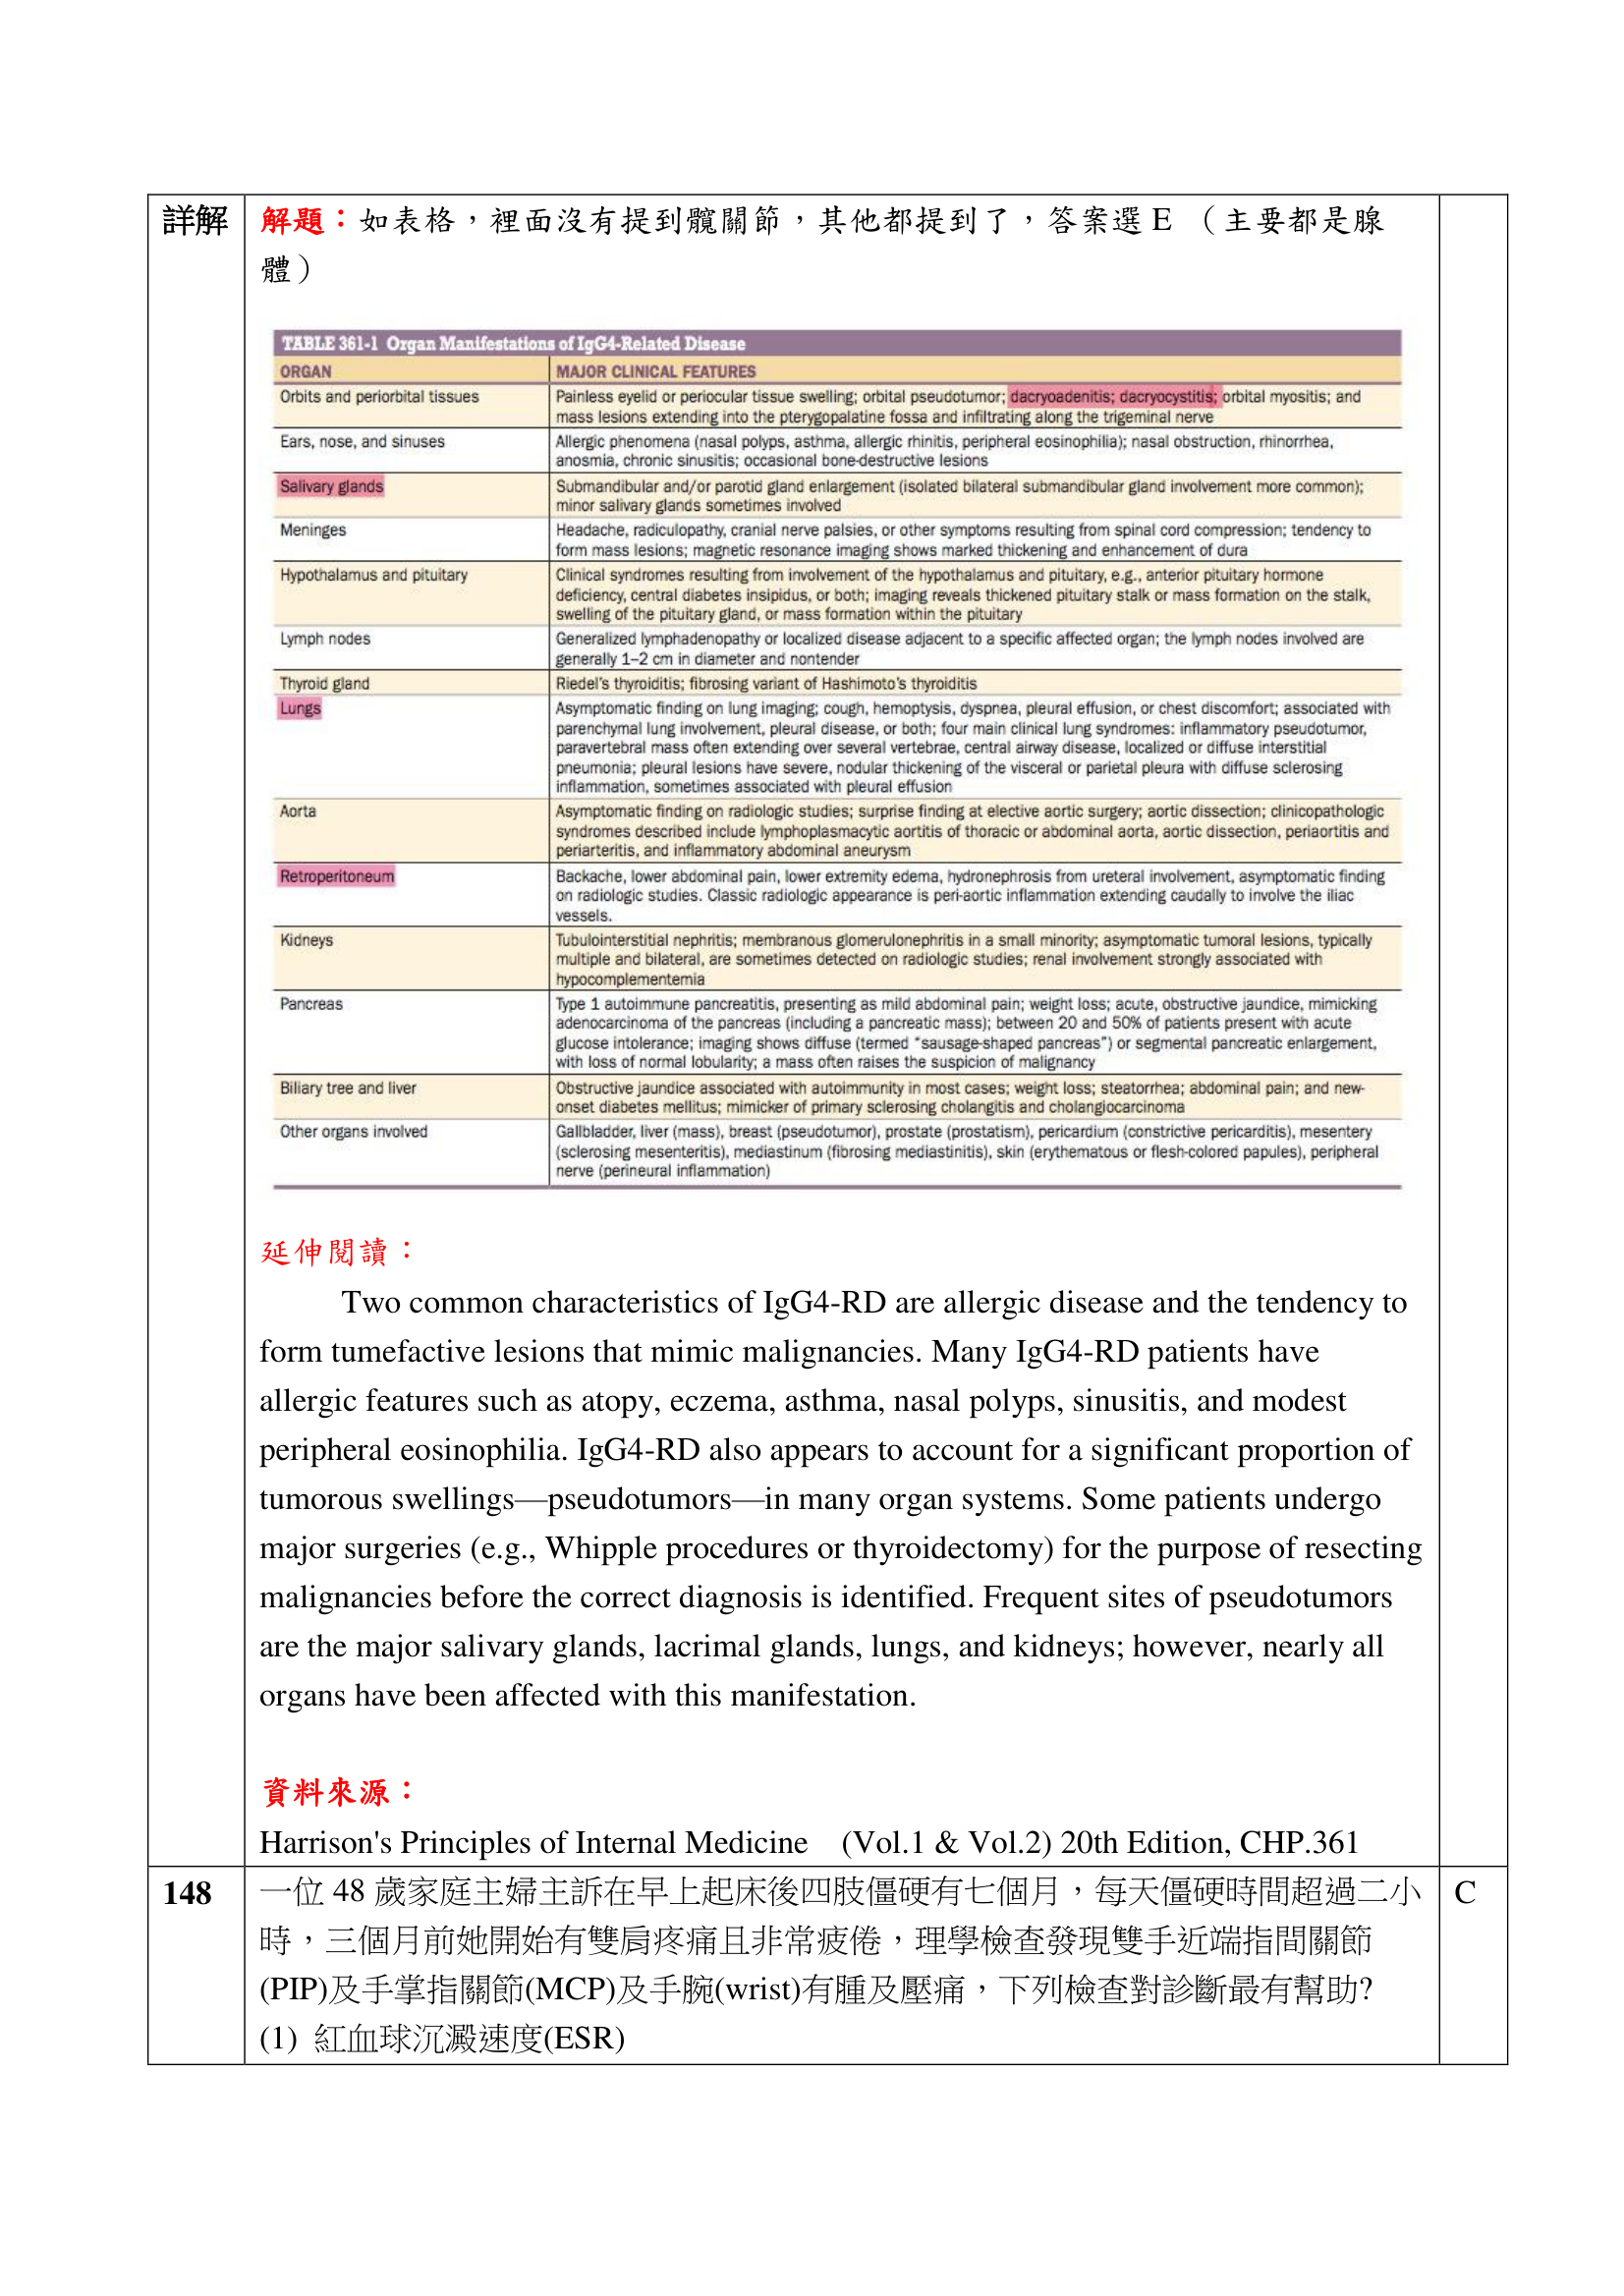 詳解
解題：如表格，裡面沒有提到髖關節，其他都提到了，答案選 E （主要都是腺
體）
TABLE 361-1 Organ Manifestations of IgG4-Related Disease
ORGAN MAJOR CLINICAL FEATURES
Orbits and periorbital tissues Painless eyelid or periocular tissue swelling; orbital pseudotumor; dacryoadenitis; dacryocystitis; orbital myositis; and
mass lesions extending into the pterygopalatine fossa and infiltrating along the trigeminal nerve
Ears, nose, and sinuses Allergic phenomena (nasal polyps, asthma, allergic rhinitis, peripheral eosinophilia); nasal obstruction, rhinorrhea,
anosmia, chronic sinusitis; occasional bone-destructive lesions
Salivary glands Submandibular and/or parotid gland enlargement (isolated bilateral submandibular gland involvement more common);
minor salivary glands sometimes involved
Meninges Headache, radiculopathy, cranial nerve palsies, or other symptoms resulting from spinal cord compression; tendency to
form mass lesions; magnetic resonance imaging shows marked thickening and enhancement of dura
Hypothalamus and pituitary Clinical syndromes resulting from involvement of the hypothalamus and pituitary, e.g., anterior pituitary hormone
deficiency, central diabetes insipidus, or both; imaging reveals thickened pituitary stalk or mass formation on the stalk,
swelling of the pituitary gland, or mass formation within the pituitary
Lymph nodes Generalized lymphadenopathy or localized disease adjacent to a specific affected organ; the lymph nodes involved are
generally 1–2 cm in diameter and nontender
Thyroid gland Riedel's thyroiditis; fibrosing variant of Hashimoto's thyroiditis
Lungs Asymptomatic finding on lung imaging; cough, hemoptysis, dyspnea, pleural effusion, or chest discomfort; associated with
parenchymal lung involvement, pleural disease, or both; four main clinical lung syndromes: inflammatory pseudotumor,
paravertebral mass often extending over several vertebrae, central airway disease, localized or diffuse interstitial
pneumonia; pleural lesions have severe, nodular thickening of the visceral or parietal pleura with diffuse sclerosing
inflammation, sometimes associated with pleural effusion
Aorta Asymptomatic finding on radiologic studies; surprise finding at elective aortic surgery; aortic dissection; clinicopathologic
syndromes described include lymphoplasmacytic aortitis of thoracic or abdominal aorta, aortic dissection, periaortitis and
periarteritis, and inflammatory abdominal aneurysm
Retroperitoneum Backache, lower abdominal pain, lower extremity edema, hydronephrosis from ureteral involvement, asymptomatic finding
on radiologic studies. Classic radiologic appearance is peri-aortic inflammation extending caudally to involve the iliac
vessels.
Kidneys Tubulointerstitial nephritis; membranous glomerulonephritis in a small minority; asymptomatic tumoral lesions, typically
multiple and bilateral, are sometimes detected on radiologic studies; renal involvement strongly associated with
hypocomplementemia
Pancreas Type 1 autoimmune pancreatitis, presenting as mild abdominal pain; weight loss; acute, obstructive jaundice, mimicking
adenocarcinoma of the pancreas (including a pancreatic mass); between 20 and 50% of patients present with acute
glucose intolerance; imaging shows diffuse (termed "sausage-shaped pancreas") or segmental pancreatic enlargement,
with loss of normal lobularity; a mass often raises the suspicion of malignancy
Biliary tree and liver Obstructive jaundice associated with autoimmunity in most cases; weight loss; steatorrhea; abdominal pain; and new-
onset diabetes mellitus; mimicker of primary sclerosing cholangitis and cholangiocarcinoma
Other organs involved Gallbladder, liver (mass), breast (pseudotumor), prostate (prostatism), pericardium (constrictive pericarditis), mesentery
(sclerosing mesenteritis), mediastinum (fibrosing mediastinitis), skin (erythematous or flesh-colored papules), peripheral
nerve (perineural inflammation)
延伸閱讀：
Two common characteristics of IgG4-RD are allergic disease and the tendency to
form tumefactive lesions that mimic malignancies. Many IgG4-RD patients have
allergic features such as atopy, eczema, asthma, nasal polyps, sinusitis, and modest
peripheral eosinophilia. IgG4-RD also appears to account for a significant proportion of
tumorous swellings—pseudotumors—in many organ systems. Some patients undergo
major surgeries (e.g., Whipple procedures or thyroidectomy) for the purpose of resecting
malignancies before the correct diagnosis is identified. Frequent sites of pseudotumors
are the major salivary glands, lacrimal glands, lungs, and kidneys; however, nearly all
organs have been affected with this manifestation.
資料來源：
Harrison's Principles of Internal Medicine (Vol.1 & Vol.2) 20th Edition, CHP.361
148 一位 48 歲家庭主婦主訴在早上起床後四肢僵硬有七個月，每天僵硬時間超過二小 C
時，三個月前她開始有雙肩疼痛且非常疲倦，理學檢查發現雙手近端指間關節
(PIP)及手掌指關節(MCP)及手腕(wrist)有腫及壓痛，下列檢查對診斷最有幫助?
(1) 紅血球沉澱速度(ESR)